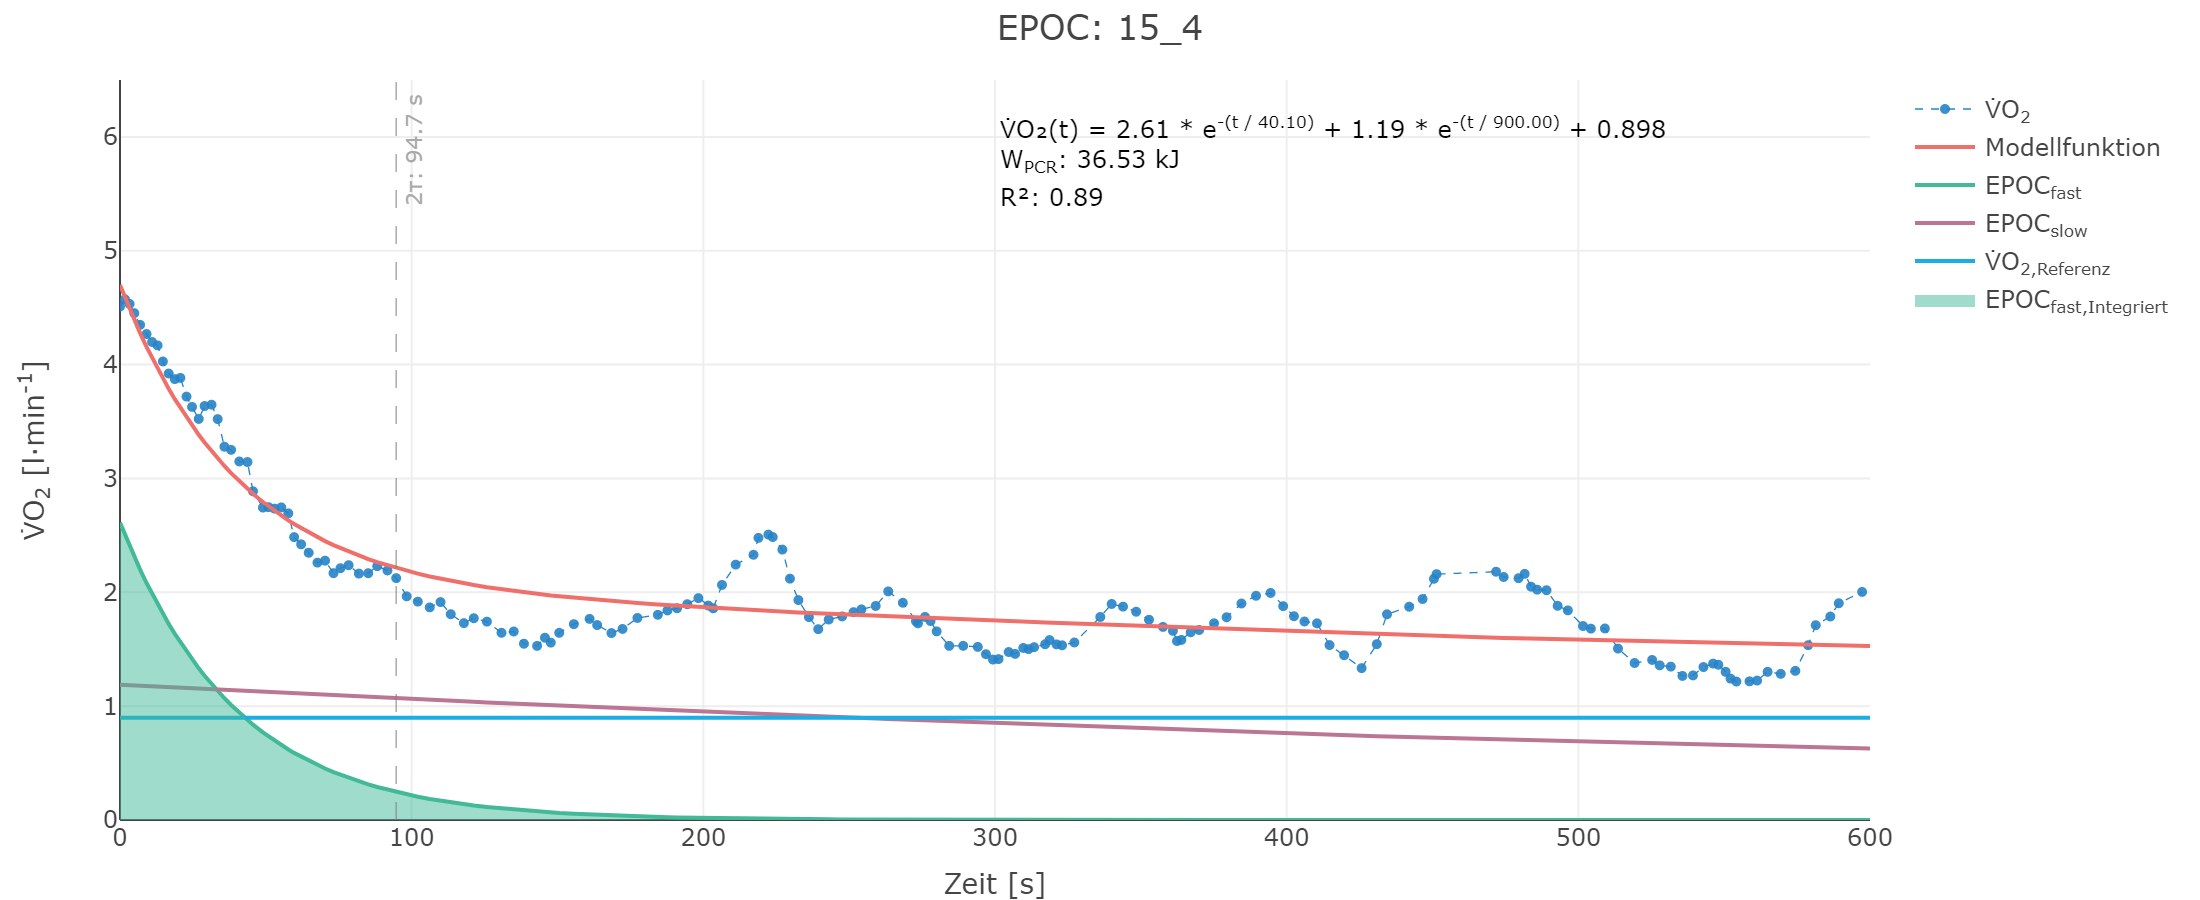 EPOC: 15_4
V̇O₂(t) = 2.61 * e^-(t / 40.10) + 1.19 * e^-(t / 900.00) + 0.898
W_PCR: 36.53 kJ
R²: 0.89
2τ: 94.7 s
V̇O₂
Modellfunktion
EPOC_fast
EPOC_slow
V̇O₂,Referenz
EPOC_fast,Integriert
V̇O₂ [l·min⁻¹]
6
5
4
3
2
1
0
0 100 200 300 400 500 600
Zeit [s]